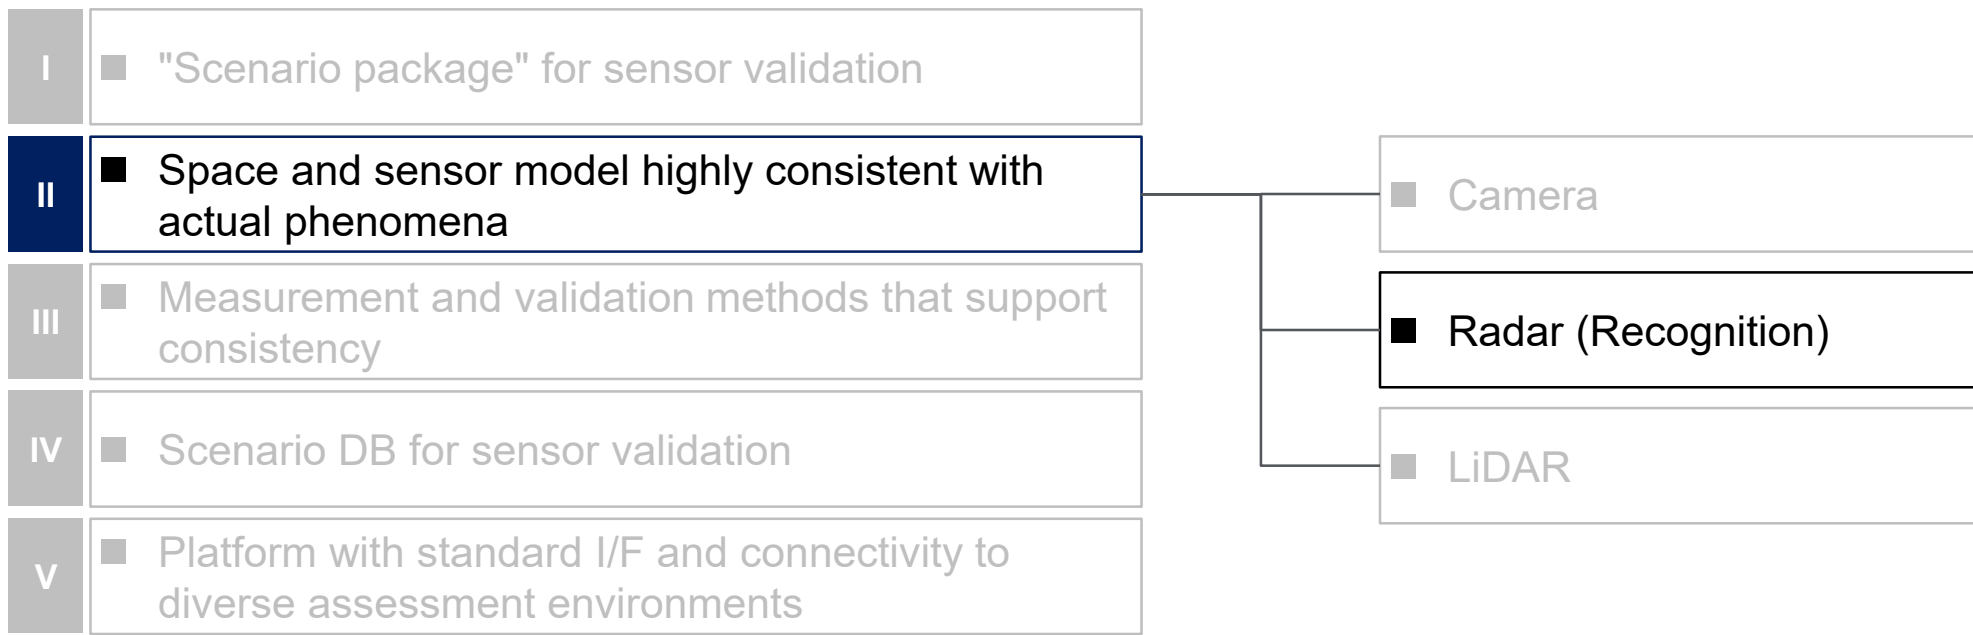 I
■ "Scenario package" for sensor validation
II
■ Space and sensor model highly consistent with
actual phenomena
III
■ Measurement and validation methods that support
consistency
IV
■ Scenario DB for sensor validation
V
■ Platform with standard I/F and connectivity to
diverse assessment environments
■ Camera
■ Radar (Recognition)
■ LiDAR